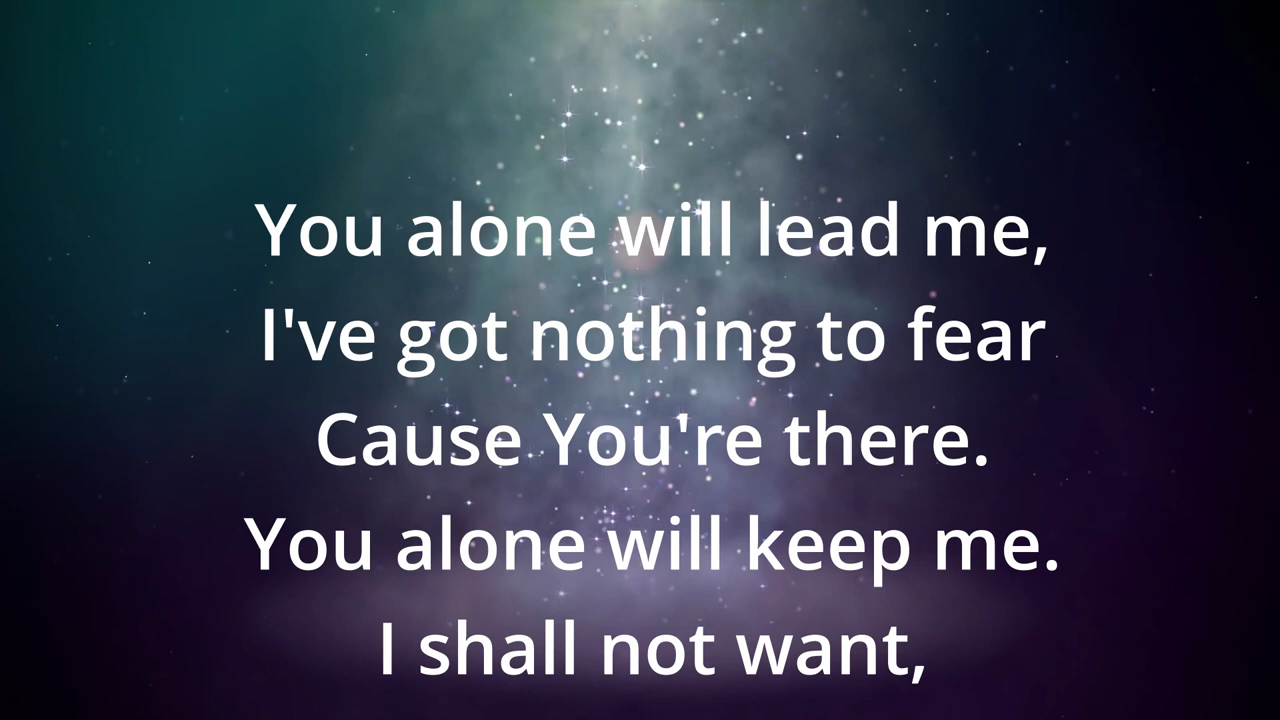 You alone will lead me,
I've got nothing to fear
Cause You're there.
You alone will keep me.
I shall not want,